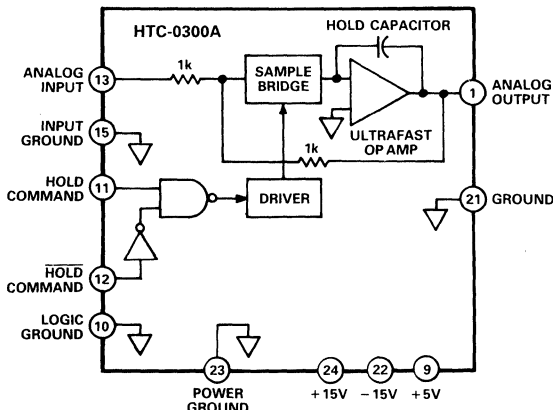 HTC-0300A
HOLD CAPACITOR
ANALOG
INPUT
13
1k
SAMPLE
BRIDGE
1
ANALOG
OUTPUT
INPUT
GROUND
15
ULTRAFAST
OP AMP
1k
HOLD
COMMAND
11
DRIVER
21
GROUND
HOLD
COMMAND
12
LOGIC
GROUND
10
23
24
22
9
POWER
GROUND
+15V
-15V
+5V